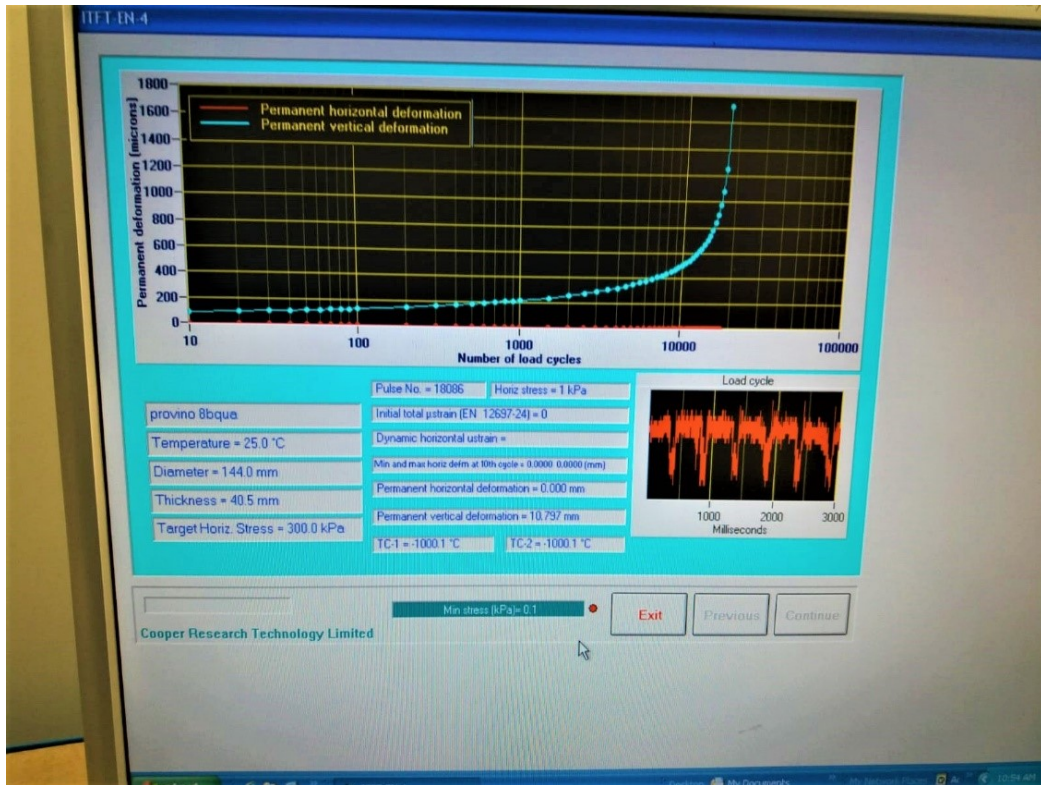 ITFT-EN-4
1800
1600
1400
1200
1000
800
600
400
200
0
Permanent deformation (microns)
Permanent horizontal deformation
Permanent vertical deformation
10
100
1000
10000
100000
Number of load cycles
Pulse No. = 18086
Horiz stress = 1 kPa
provino 8bqua
Initial total µstrain (EN 12697-24) = 0
Temperature = 25.0 °C
Dynamic horizontal ustrain =
Diameter = 144.0 mm
Min and max horiz defrm at 10th cycle = 0.0000 0.0000 (mm)
Thickness = 40.5 mm
Permanent horizontal deformation = 0.000 mm
Target Horiz. Stress = 300.0 kPa
Permanent vertical deformation = 10.797 mm
TC-1 = -1000.1 °C
TC-2 = -1000.1 °C
Load cycle
1000
2000
3000
Milliseconds
Min stress (kPa)= 0.1
Exit
Previous
Continue
Cooper Research Technology Limited
My Documents
My Network Places
10:54 AM